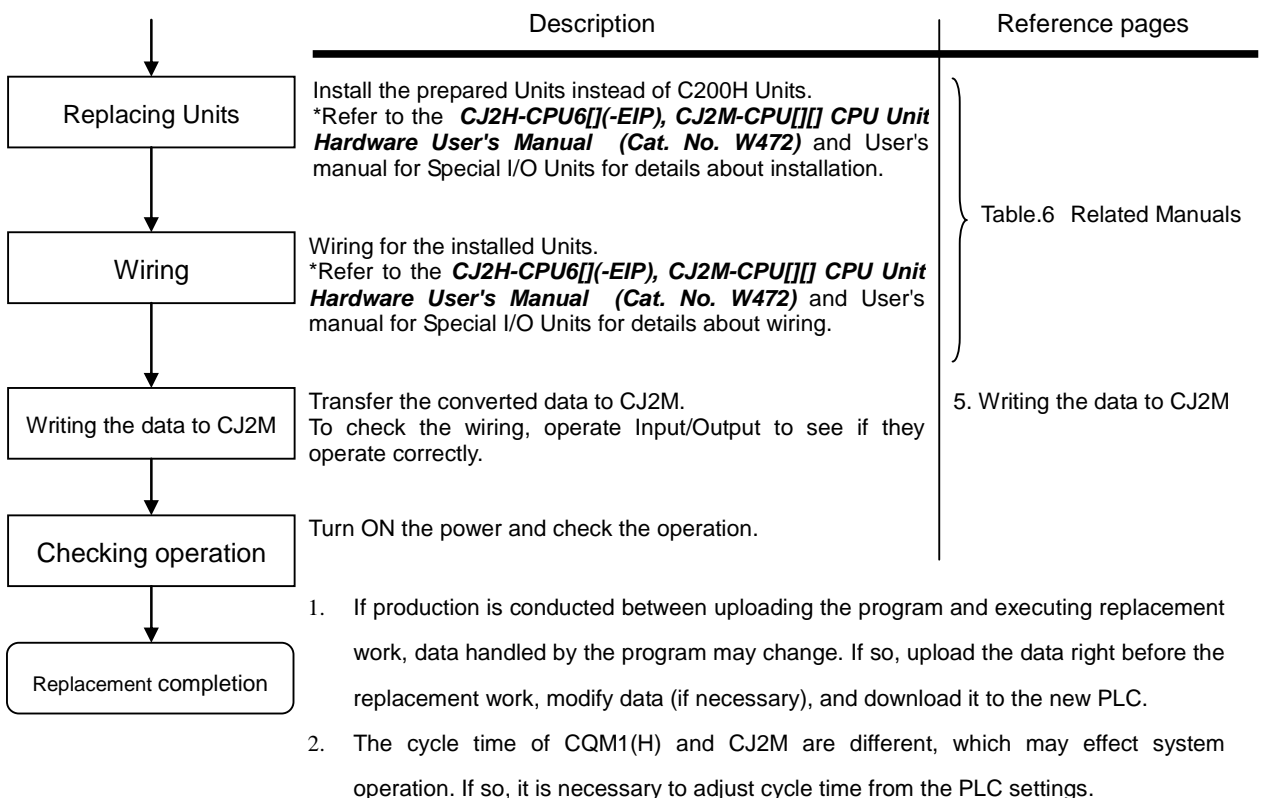 Description Reference pages
Replacing Units
Install the prepared Units instead of C200H Units.
*Refer to the CJ2H-CPU6[](-EIP), CJ2M-CPU[][] CPU Unit
Hardware User's Manual (Cat. No. W472) and User's
manual for Special I/O Units for details about installation.
Table.6 Related Manuals
Wiring
Wiring for the installed Units.
*Refer to the CJ2H-CPU6[](-EIP), CJ2M-CPU[][] CPU Unit
Hardware User's Manual (Cat. No. W472) and User's
manual for Special I/O Units for details about wiring.
Writing the data to CJ2M
Transfer the converted data to CJ2M.
To check the wiring, operate Input/Output to see if they
operate correctly.
5. Writing the data to CJ2M
Checking operation
Turn ON the power and check the operation.
Replacement completion
1. If production is conducted between uploading the program and executing replacement
work, data handled by the program may change. If so, upload the data right before the
replacement work, modify data (if necessary), and download it to the new PLC.
2. The cycle time of CQM1(H) and CJ2M are different, which may effect system
operation. If so, it is necessary to adjust cycle time from the PLC settings.